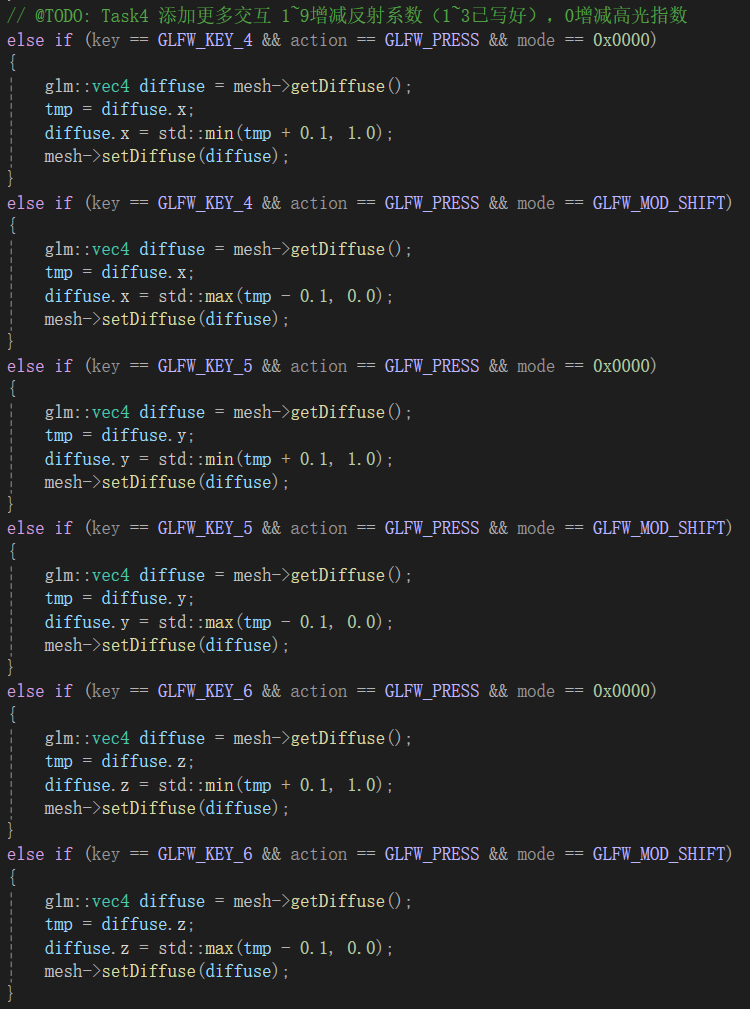 // @TODO: Task4 添加更多交互 1~9增减反射系数（1~3已写好），0增减高光指数
else if (key == GLFW_KEY_4 && action == GLFW_PRESS && mode == 0x0000)
{
    glm::vec4 diffuse = mesh->getDiffuse();
    tmp = diffuse.x;
    diffuse.x = std::min(tmp + 0.1, 1.0);
    mesh->setDiffuse(diffuse);
}
else if (key == GLFW_KEY_4 && action == GLFW_PRESS && mode == GLFW_MOD_SHIFT)
{
    glm::vec4 diffuse = mesh->getDiffuse();
    tmp = diffuse.x;
    diffuse.x = std::max(tmp - 0.1, 0.0);
    mesh->setDiffuse(diffuse);
}
else if (key == GLFW_KEY_5 && action == GLFW_PRESS && mode == 0x0000)
{
    glm::vec4 diffuse = mesh->getDiffuse();
    tmp = diffuse.y;
    diffuse.y = std::min(tmp + 0.1, 1.0);
    mesh->setDiffuse(diffuse);
}
else if (key == GLFW_KEY_5 && action == GLFW_PRESS && mode == GLFW_MOD_SHIFT)
{
    glm::vec4 diffuse = mesh->getDiffuse();
    tmp = diffuse.y;
    diffuse.y = std::max(tmp - 0.1, 0.0);
    mesh->setDiffuse(diffuse);
}
else if (key == GLFW_KEY_6 && action == GLFW_PRESS && mode == 0x0000)
{
    glm::vec4 diffuse = mesh->getDiffuse();
    tmp = diffuse.z;
    diffuse.z = std::min(tmp + 0.1, 1.0);
    mesh->setDiffuse(diffuse);
}
else if (key == GLFW_KEY_6 && action == GLFW_PRESS && mode == GLFW_MOD_SHIFT)
{
    glm::vec4 diffuse = mesh->getDiffuse();
    tmp = diffuse.z;
    diffuse.z = std::max(tmp - 0.1, 0.0);
    mesh->setDiffuse(diffuse);
}